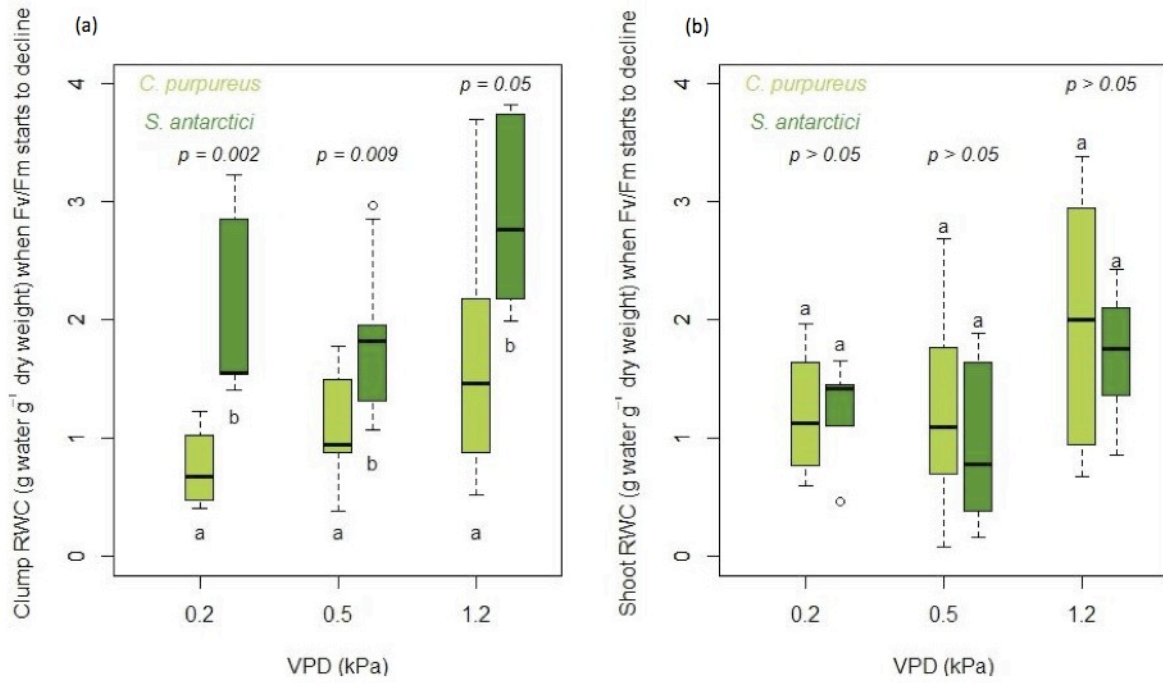 (a)
Clump RWC (g water g⁻¹ dry weight) when Fv/Fm starts to decline
4
3
2
1
0
C. purpureus
S. antarctici
p = 0.002
p = 0.009
p = 0.05
b
b
b
a
a
a
0.2
0.5
1.2
VPD (kPa)
(b)
Shoot RWC (g water g⁻¹ dry weight) when Fv/Fm starts to decline
4
3
2
1
0
C. purpureus
S. antarctici
p > 0.05
p > 0.05
p > 0.05
a
a
a
a
a
a
0.2
0.5
1.2
VPD (kPa)